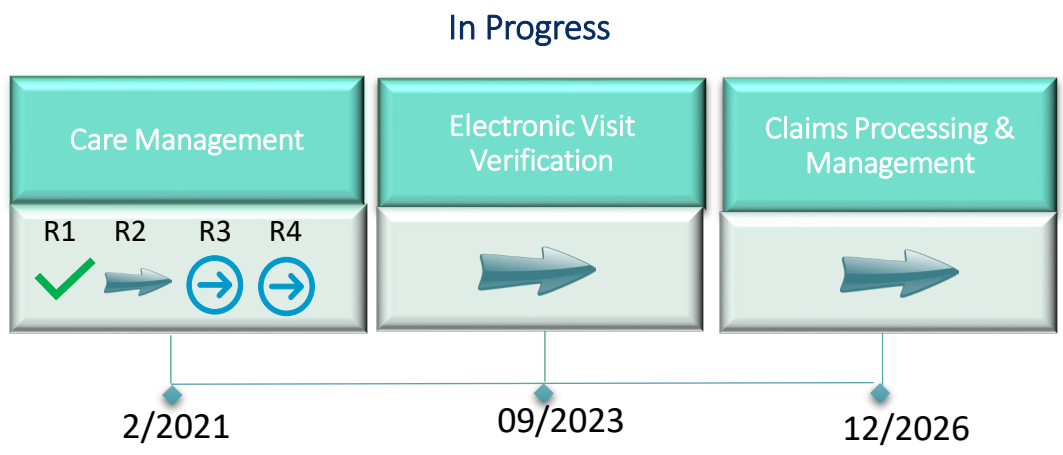 In Progress
Care Management
Electronic Visit
Verification
Claims Processing &
Management
R1 R2 R3 R4
2/2021
09/2023
12/2026